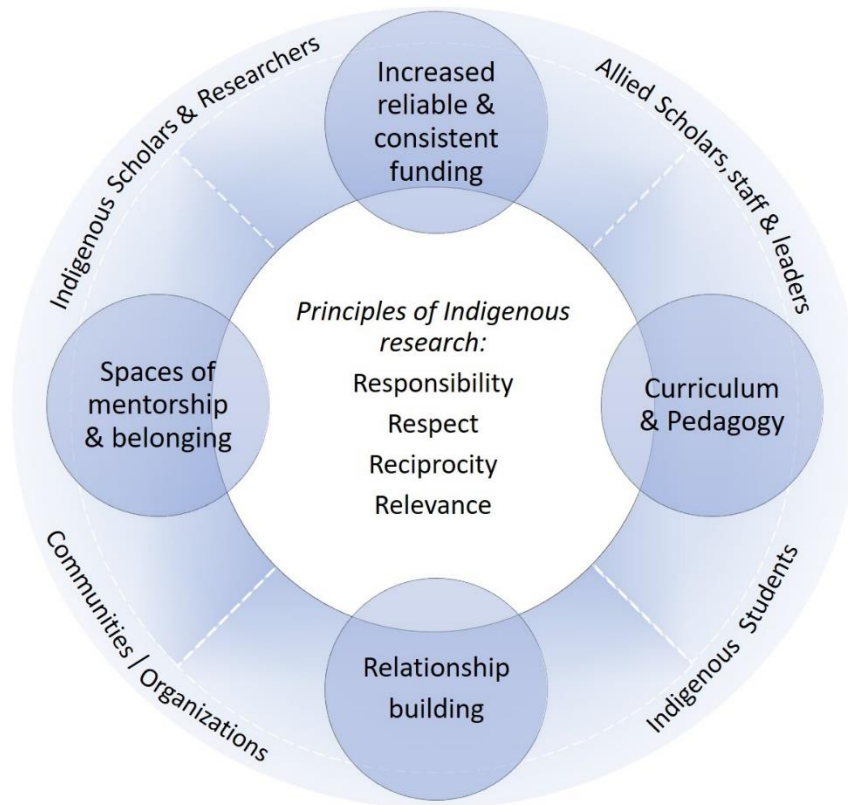 Indigenous Scholars & Researchers
Increased
reliable &
consistent
funding
Allied Scholars, staff & leaders
Principles of Indigenous
research:
Responsibility
Respect
Reciprocity
Relevance
Spaces of
mentorship
& belonging
Curriculum
& Pedagogy
Communities / Organizations
Relationship
building
Indigenous Students